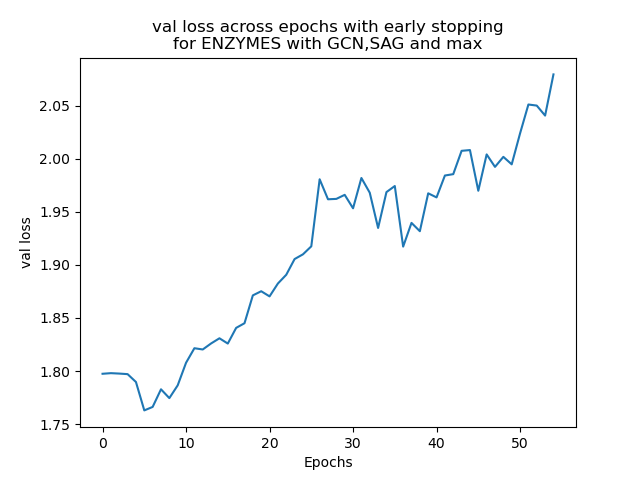 val loss across epochs with early stopping
for ENZYMES with GCN,SAG and max
2.05
2.00
1.95
1.90
1.85
1.80
1.75
val loss
0 10 20 30 40 50
Epochs